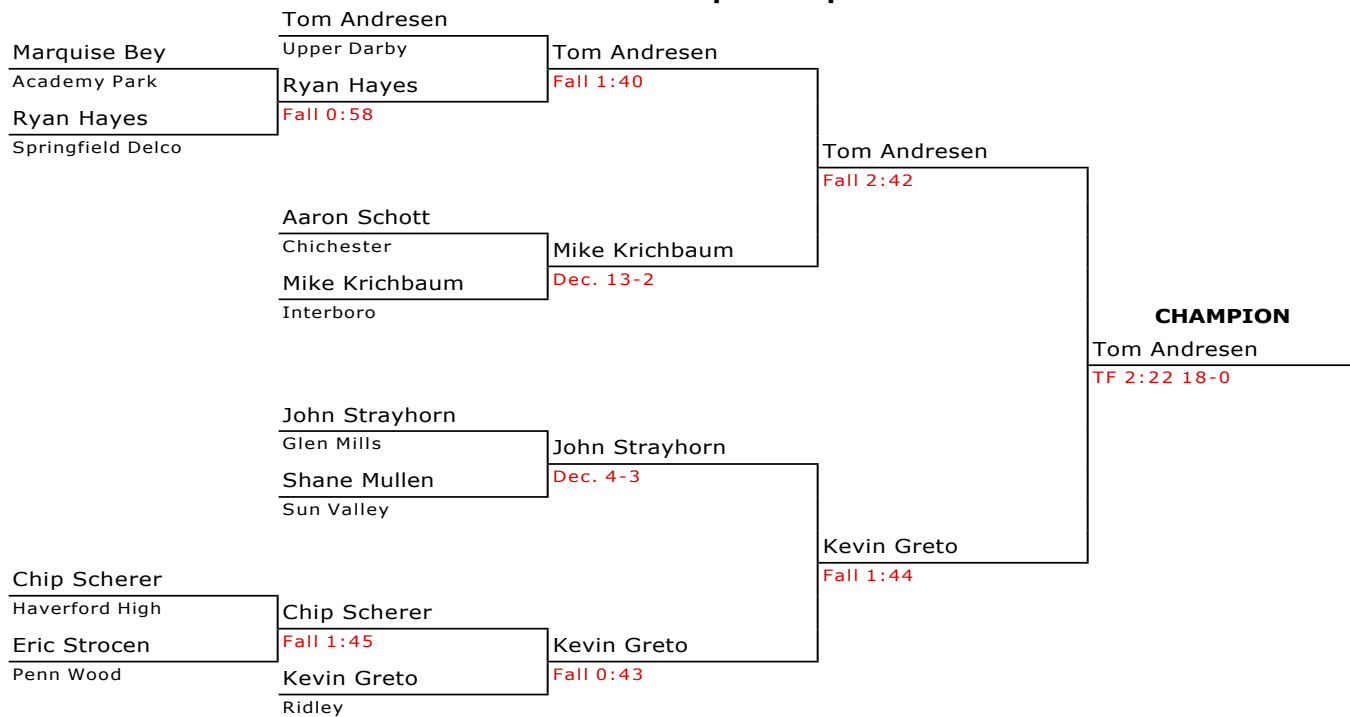 Tom Andresen
Marquise Bey
Upper Darby
Tom Andresen
Academy Park
Ryan Hayes
Fall 1:40
Ryan Hayes
Fall 0:58
Springfield Delco
Tom Andresen
Fall 2:42
Aaron Schott
Chichester
Mike Krichbaum
Mike Krichbaum
Dec. 13-2
Interboro
CHAMPION
Tom Andresen
TF 2:22 18-0
John Strayhorn
Glen Mills
John Strayhorn
Shane Mullen
Dec. 4-3
Sun Valley
Kevin Greto
Fall 1:44
Chip Scherer
Haverford High
Chip Scherer
Eric Strocen
Fall 1:45
Kevin Greto
Penn Wood
Kevin Greto
Fall 0:43
Ridley